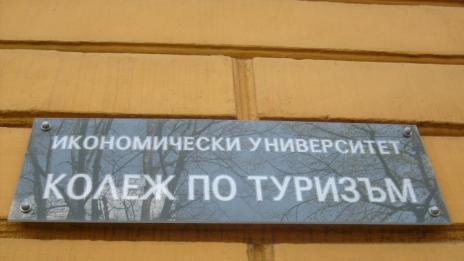 ИКОНОМИЧЕСКИ УНИВЕРСИТЕТ
КОЛЕЖ ПО ТУРИЗЪМ